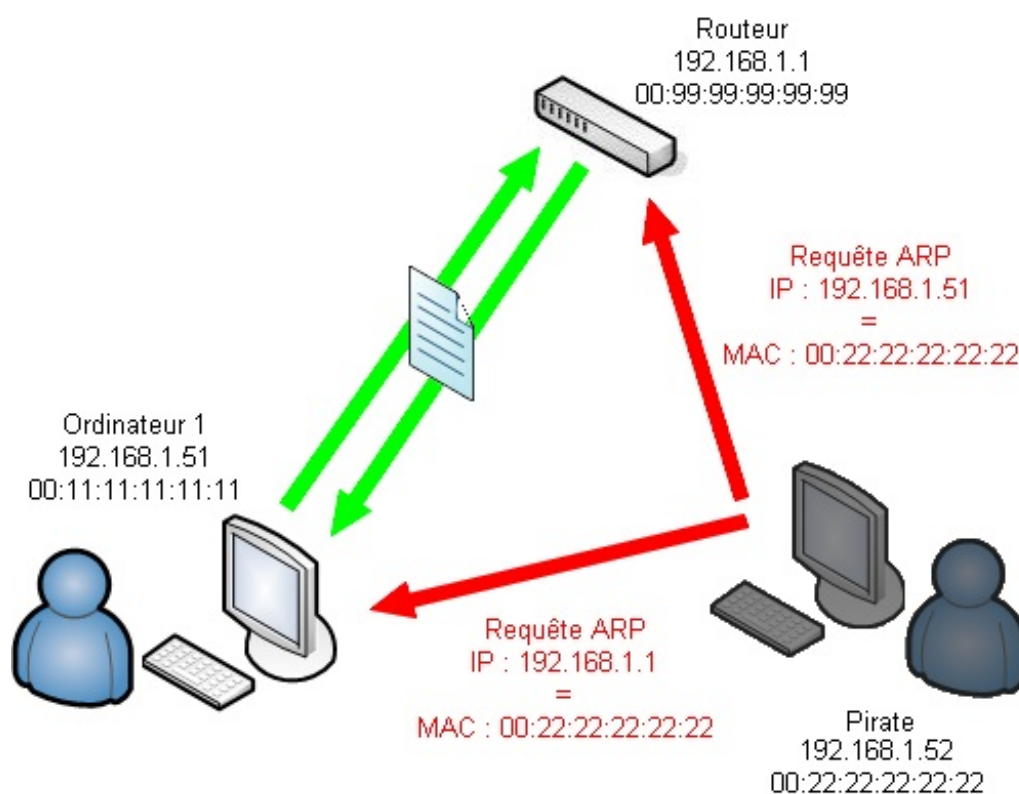 Routeur
192.168.1.1
00:99:99:99:99:99
Requête ARP
IP : 192.168.1.51
=
MAC : 00:22:22:22:22:22
Ordinateur 1
192.168.1.51
00:11:11:11:11:11
Requête ARP
IP : 192.168.1.1
=
MAC : 00:22:22:22:22:22
Pirate
192.168.1.52
00:22:22:22:22:22